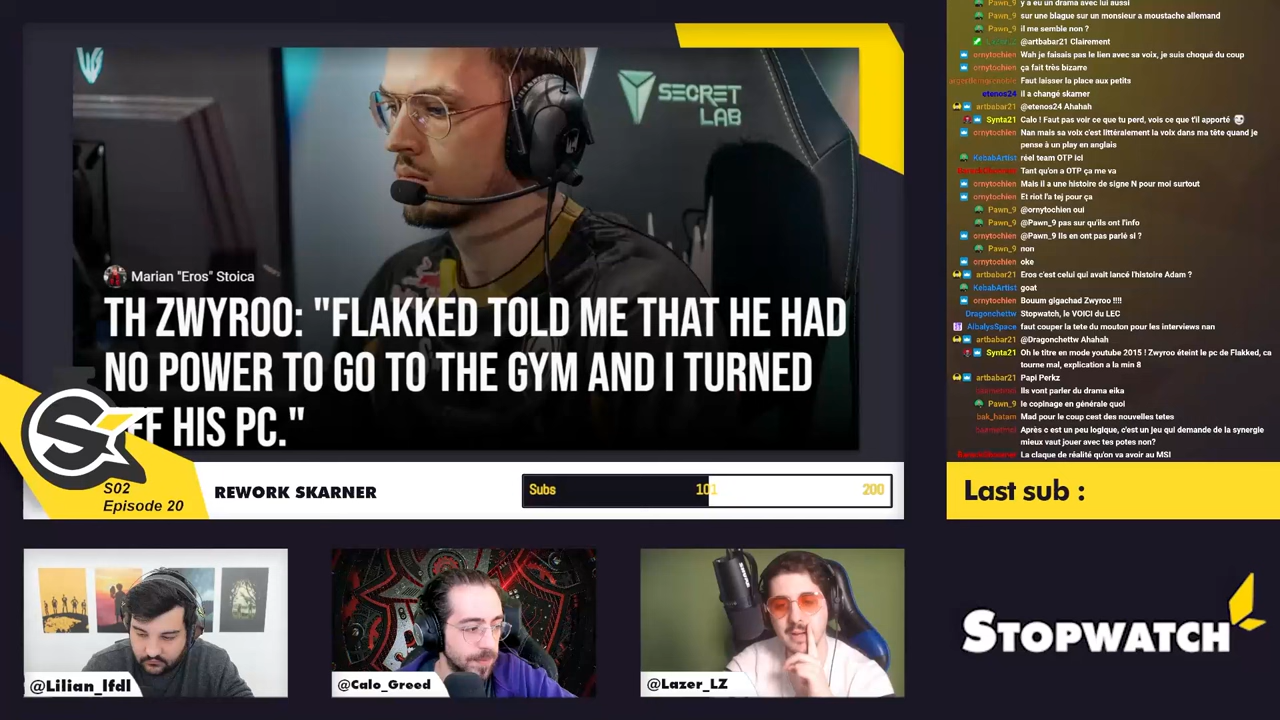 SECRET
LAB
Marian "Eros" Stoica
TH ZWYROO: "FLAKKED TOLD ME THAT HE HAD
NO POWER TO GO TO THE GYM AND I TURNED
HIS PC."
S02
Episode 20
REWORK SKARNER
Subs 101 200
@Lilian_lfdl
@Calo_Greed
@Lazer_LZ
Pawn_9 y a eu un drama avec lui aussi
Pawn_9 sur une blague sur un monsieur a moustache allemand
Pawn_9 il me semble non ?
@artbabar21 Clairement
ornytochien Wah je faisais pas le lien avec sa voix, je suis choqué du coup
ornytochien ça fait très bizarre
Faut laisser la place aux petits
etenos24 il a changé skarner
artbabar21 @etenos24 Ahahah
Synta21 Calo ! Faut pas voir ce que tu perd, vois ce que t'il apporté
ornytochien Nan mais sa voix c'est littéralement la voix dans ma tête quand je
pense à un play en anglais
KebabArtist réel team OTP ici
Tant qu'on a OTP ça me va
ornytochien Mais il a une histoire de signe N pour moi surtout
ornytochien Et riot l'a tej pour ça
Pawn_9 @ornytochien oui
Pawn_9 @Pawn_9 pas sur qu'ils ont l'info
ornytochien @Pawn_9 Ils en ont pas parlé si ?
Pawn_9 non
ornytochien oke
artbabar21 Eros c'est celui qui avait lancé l'histoire Adam ?
KebabArtist goat
ornytochien Bouum gigachad Zwyroo !!!!
Dragonchettw Stopwatch, le VOICI du LEC
AlbalysSpace faut couper la tete du mouton pour les interviews nan
artbabar21 @Dragonchettw Ahahah
Synta21 Oh le titre en mode youtube 2015 ! Zwyroo éteint le pc de Flakked, ca
tourne mal, explication a la min 8
artbabar21 Papi Perkz
Ils vont parler du drama eika
Pawn_9 le copinage en générale quoi
bak_hatam Mad pour le coup cest des nouvelles tetes
Après c est un peu logique, c'est un jeu qui demande de la synergie
mieux vaut jouer avec tes potes non?
La claque de réalité qu'on va avoir au MSI
Last sub :
STOPWATCH